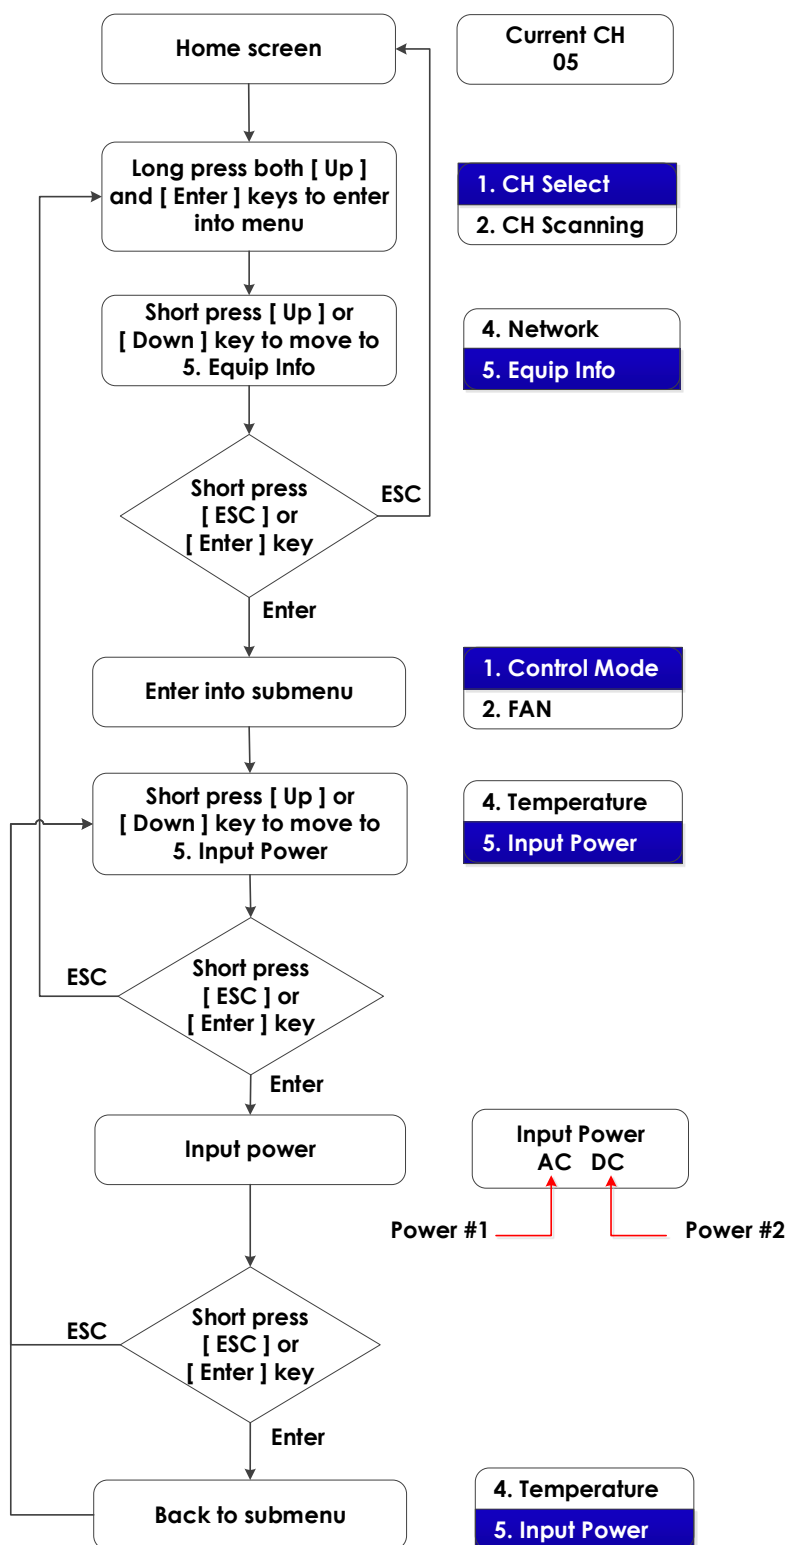 Home screen
Current CH
05
Long press both [ Up ]
and [ Enter ] keys to enter
into menu
1. CH Select
2. CH Scanning
Short press [ Up ] or
[ Down ] key to move to
5. Equip Info
4. Network
5. Equip Info
Short press
[ ESC ] or
[ Enter ] key
ESC
Enter
Enter into submenu
1. Control Mode
2. FAN
Short press [ Up ] or
[ Down ] key to move to
5. Input Power
4. Temperature
5. Input Power
ESC
Short press
[ ESC ] or
[ Enter ] key
Enter
Input power
Input Power
AC DC
Power #1
Power #2
ESC
Short press
[ ESC ] or
[ Enter ] key
Enter
Back to submenu
4. Temperature
5. Input Power